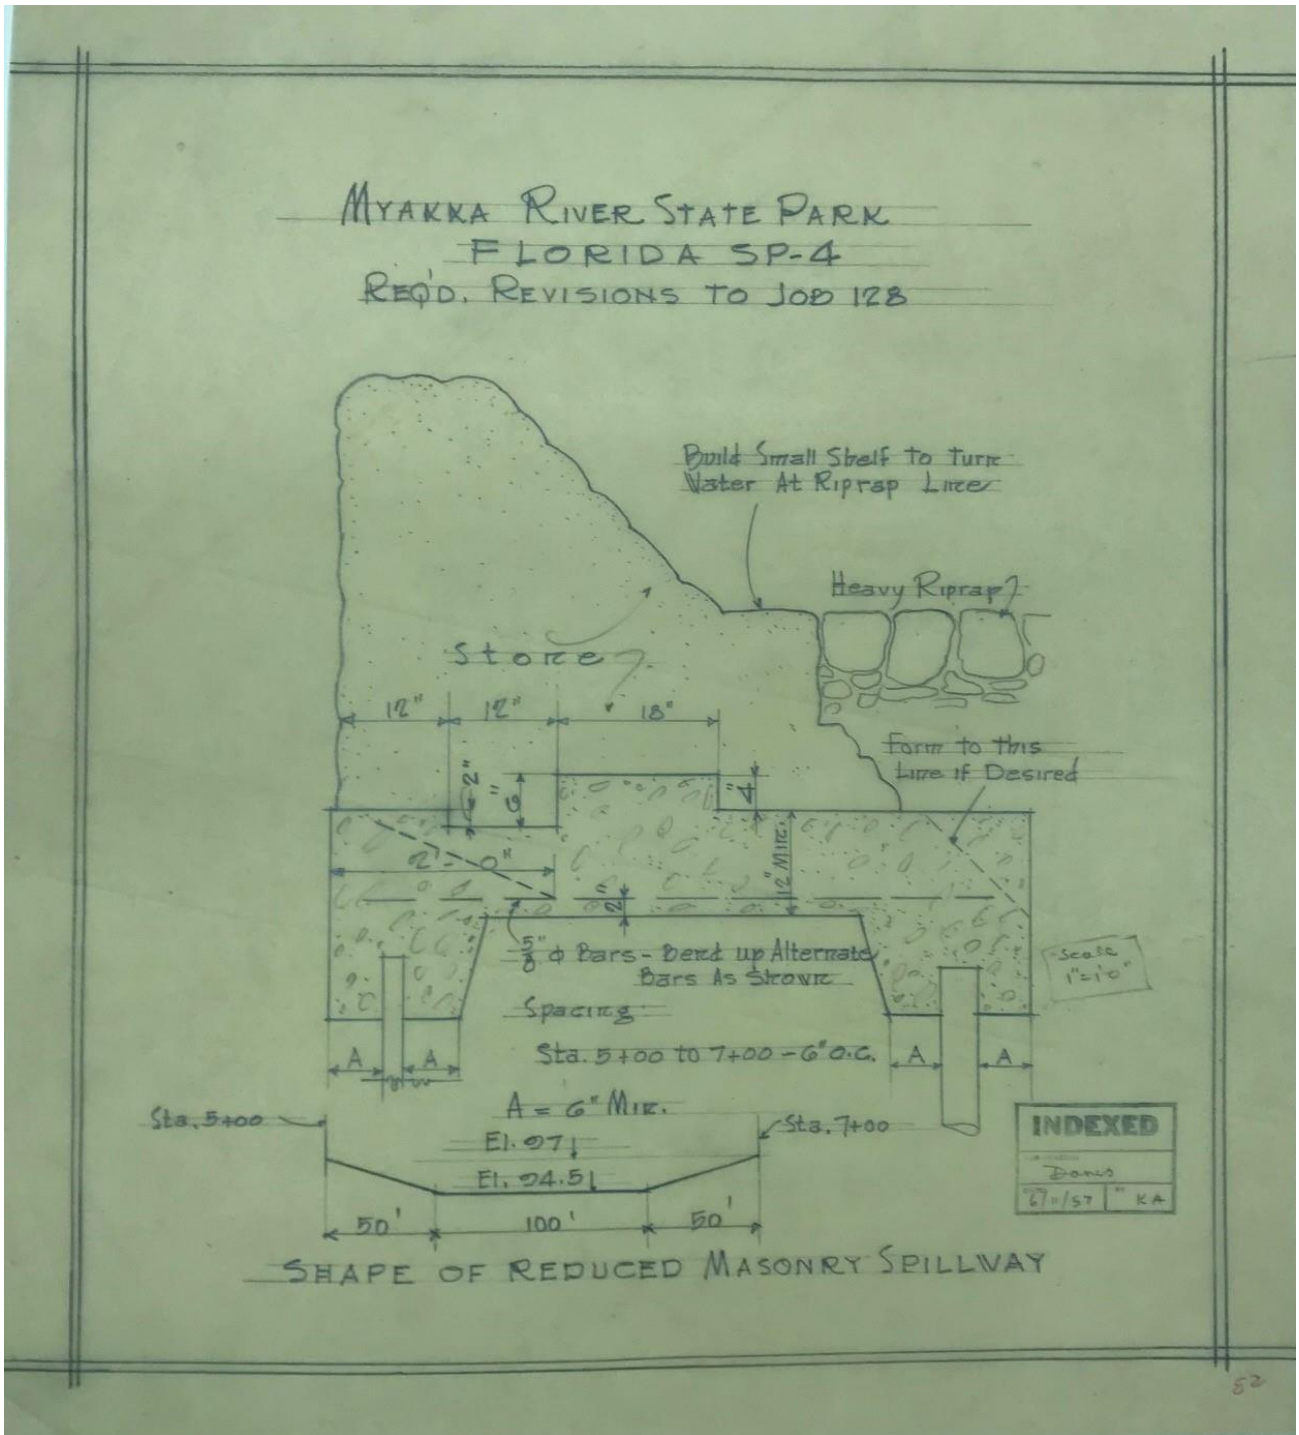 MYAKKA RIVER STATE PARK
FLORIDA SP-4
REQ'D. REVISIONS TO JOB 128
Build Small Shelf to Turn
Water At Riprap Line
Heavy Riprap
Stone
12" 12" 18"
Form to this
Line if Desired
2" 6" 4"
2'-0"
12" Min.
2"
5/8" ϕ Bars - Bend up Alternate
Bars As Shown
Scale
1"=1'0"
Spacing
Sta. 5+00 to 7+00 - 6" O.C.
A A A A
A = 6" Min.
Sta. 5+00
Sta. 7+00
El. 97
El. 94.5
50' 100' 50'
INDEXED
KA
SHAPE OF REDUCED MASONRY SPILLWAY
82